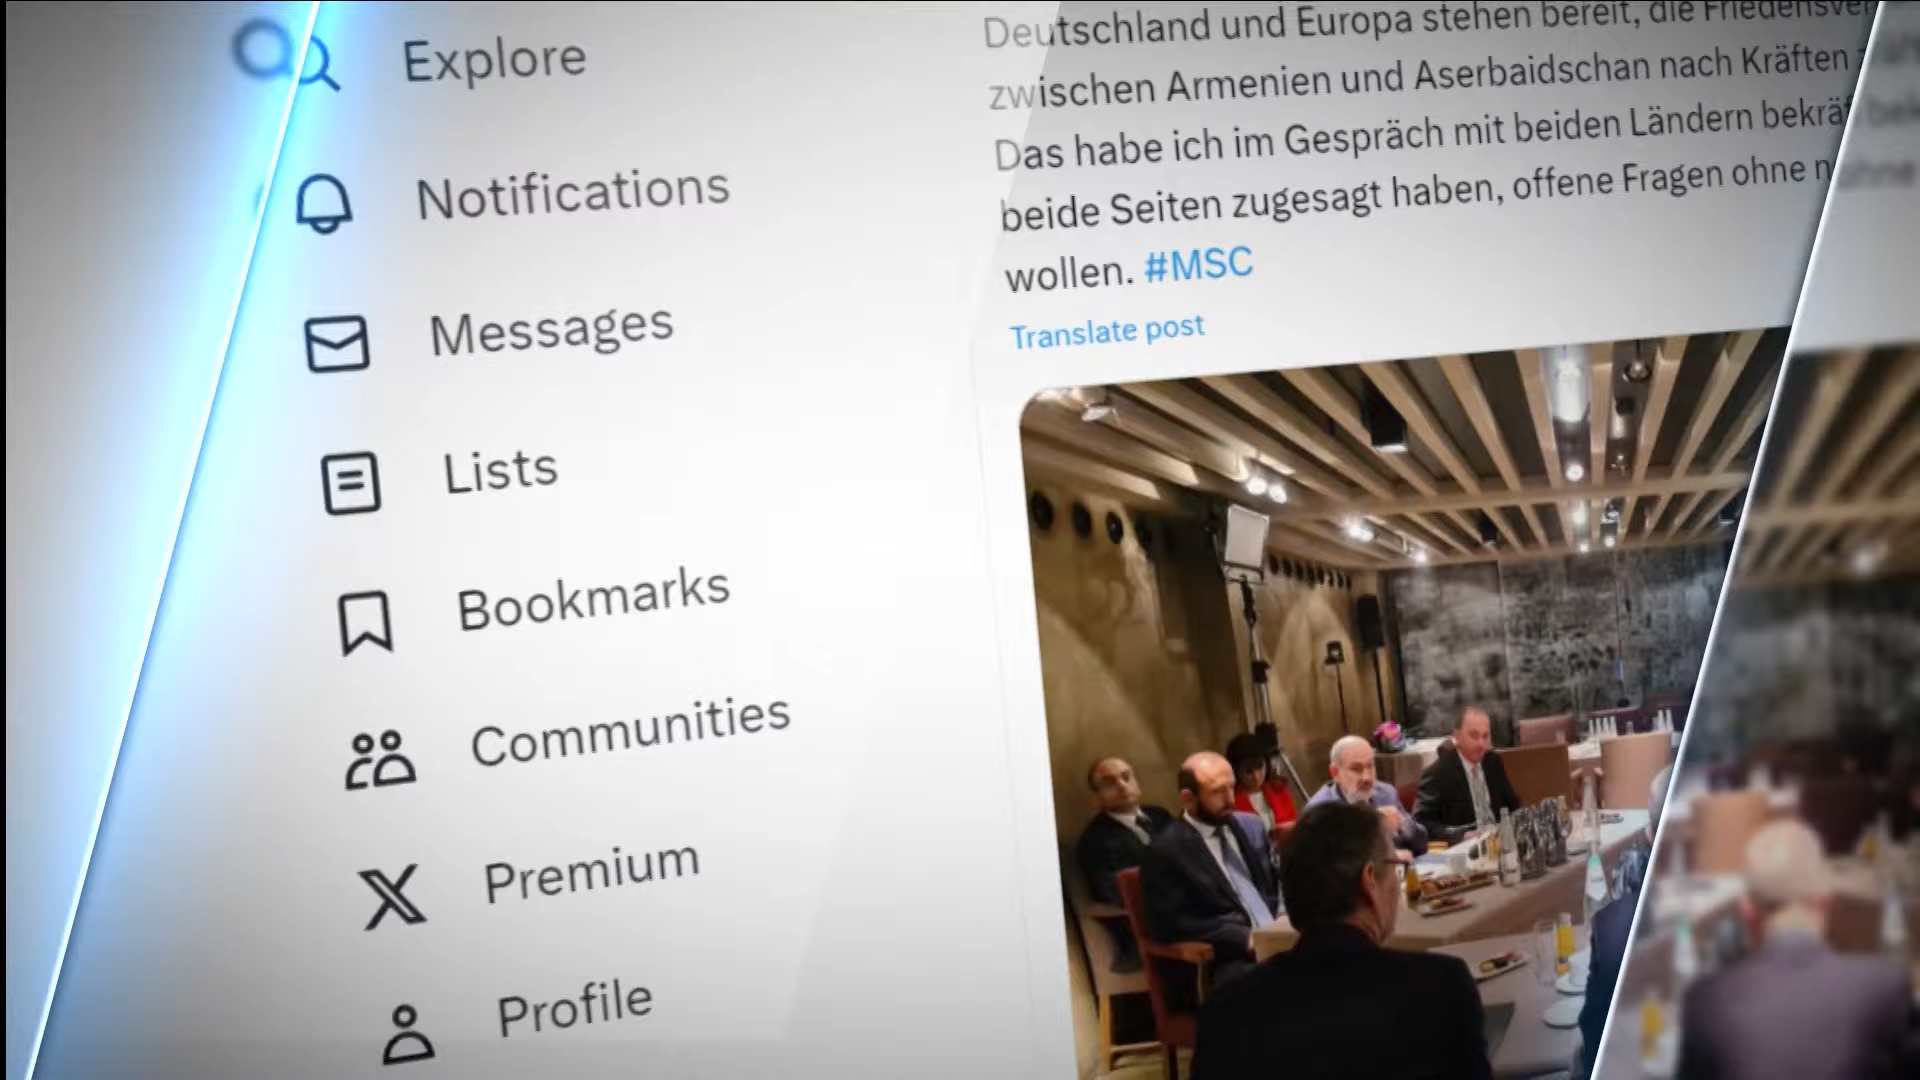 Explore
Notifications
Messages
Lists
Bookmarks
Communities
Premium
Profile
Deutschland und Europa stehen bereit, die
zwischen Armenien und Aserbaidschan nach Kräften
Das habe ich im Gespräch mit beiden Ländern
beide Seiten zugesagt haben, offene Fragen ohne
wollen. #MSC
Translate post